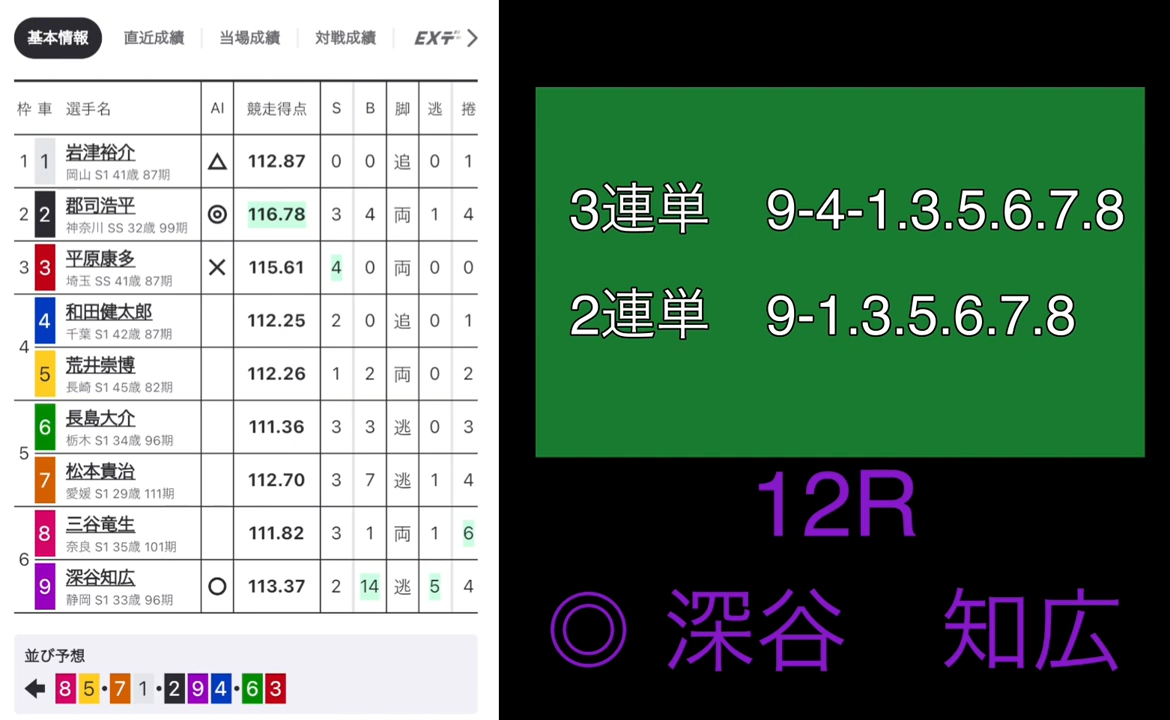 基本情報 直近成績 当場成績 対戦成績 EXデ
枠 車 選手名 AI 競走得点 S B 脚 逃 捲
1 1 岩津裕介 △ 112.87 0 0 追 0 1
岡山 S1 41歳 87期
2 2 郡司浩平 ◎ 116.78 3 4 両 1 4
神奈川 SS 32歳 99期
3 3 平原康多 × 115.61 4 0 両 0 0
埼玉 SS 41歳 87期
4 和田健太郎 112.25 2 0 追 0 1
千葉 S1 42歳 87期
4
5 荒井崇博 112.26 1 2 両 0 2
長崎 S1 45歳 82期
6 長島大介 111.36 3 3 逃 0 3
栃木 S1 34歳 96期
5
7 松本貴治 112.70 3 7 逃 1 4
愛媛 S1 29歳 111期
8 三谷竜生 111.82 3 1 両 1 6
奈良 S1 35歳 101期
6
9 深谷知広 ○ 113.37 2 14 逃 5 4
静岡 S1 33歳 96期
並び予想
← 8 5・7 1・2 9 4・6 3
3連単 9-4-1.3.5.6.7.8
2連単 9-1.3.5.6.7.8
12R
◎ 深谷 知広